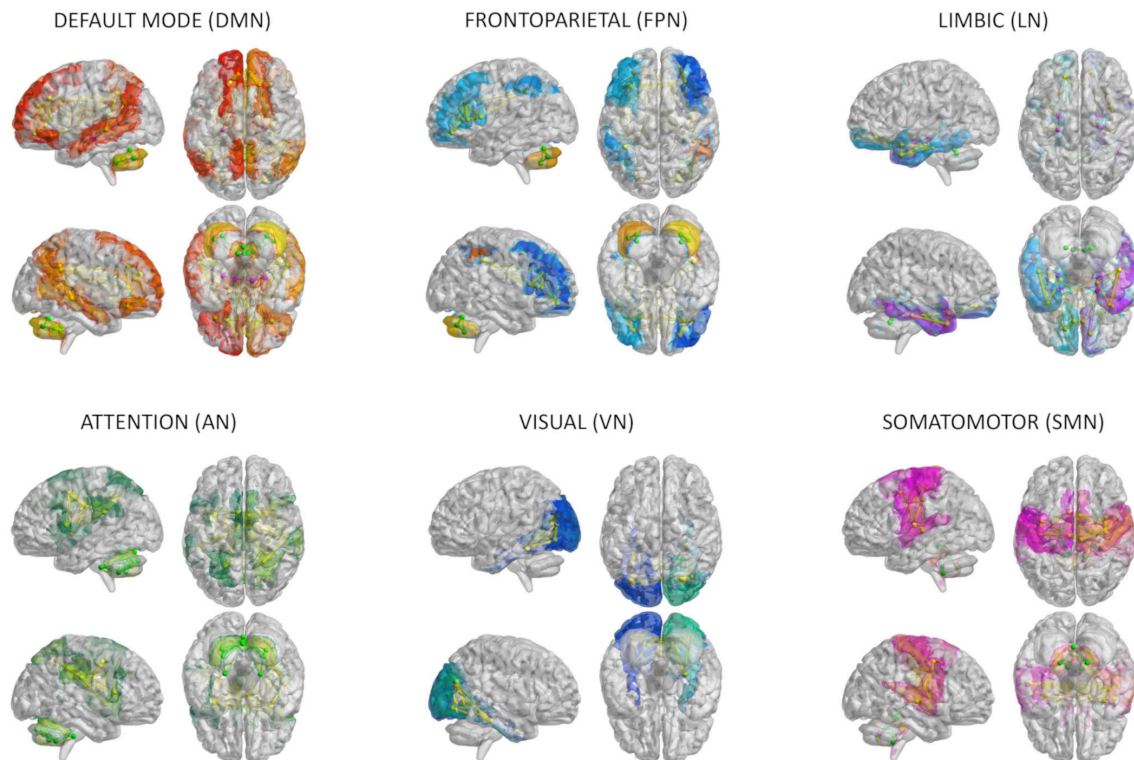 DEFAULT MODE (DMN)
FRONTOPARIETAL (FPN)
LIMBIC (LN)
ATTENTION (AN)
VISUAL (VN)
SOMATOMOTOR (SMN)